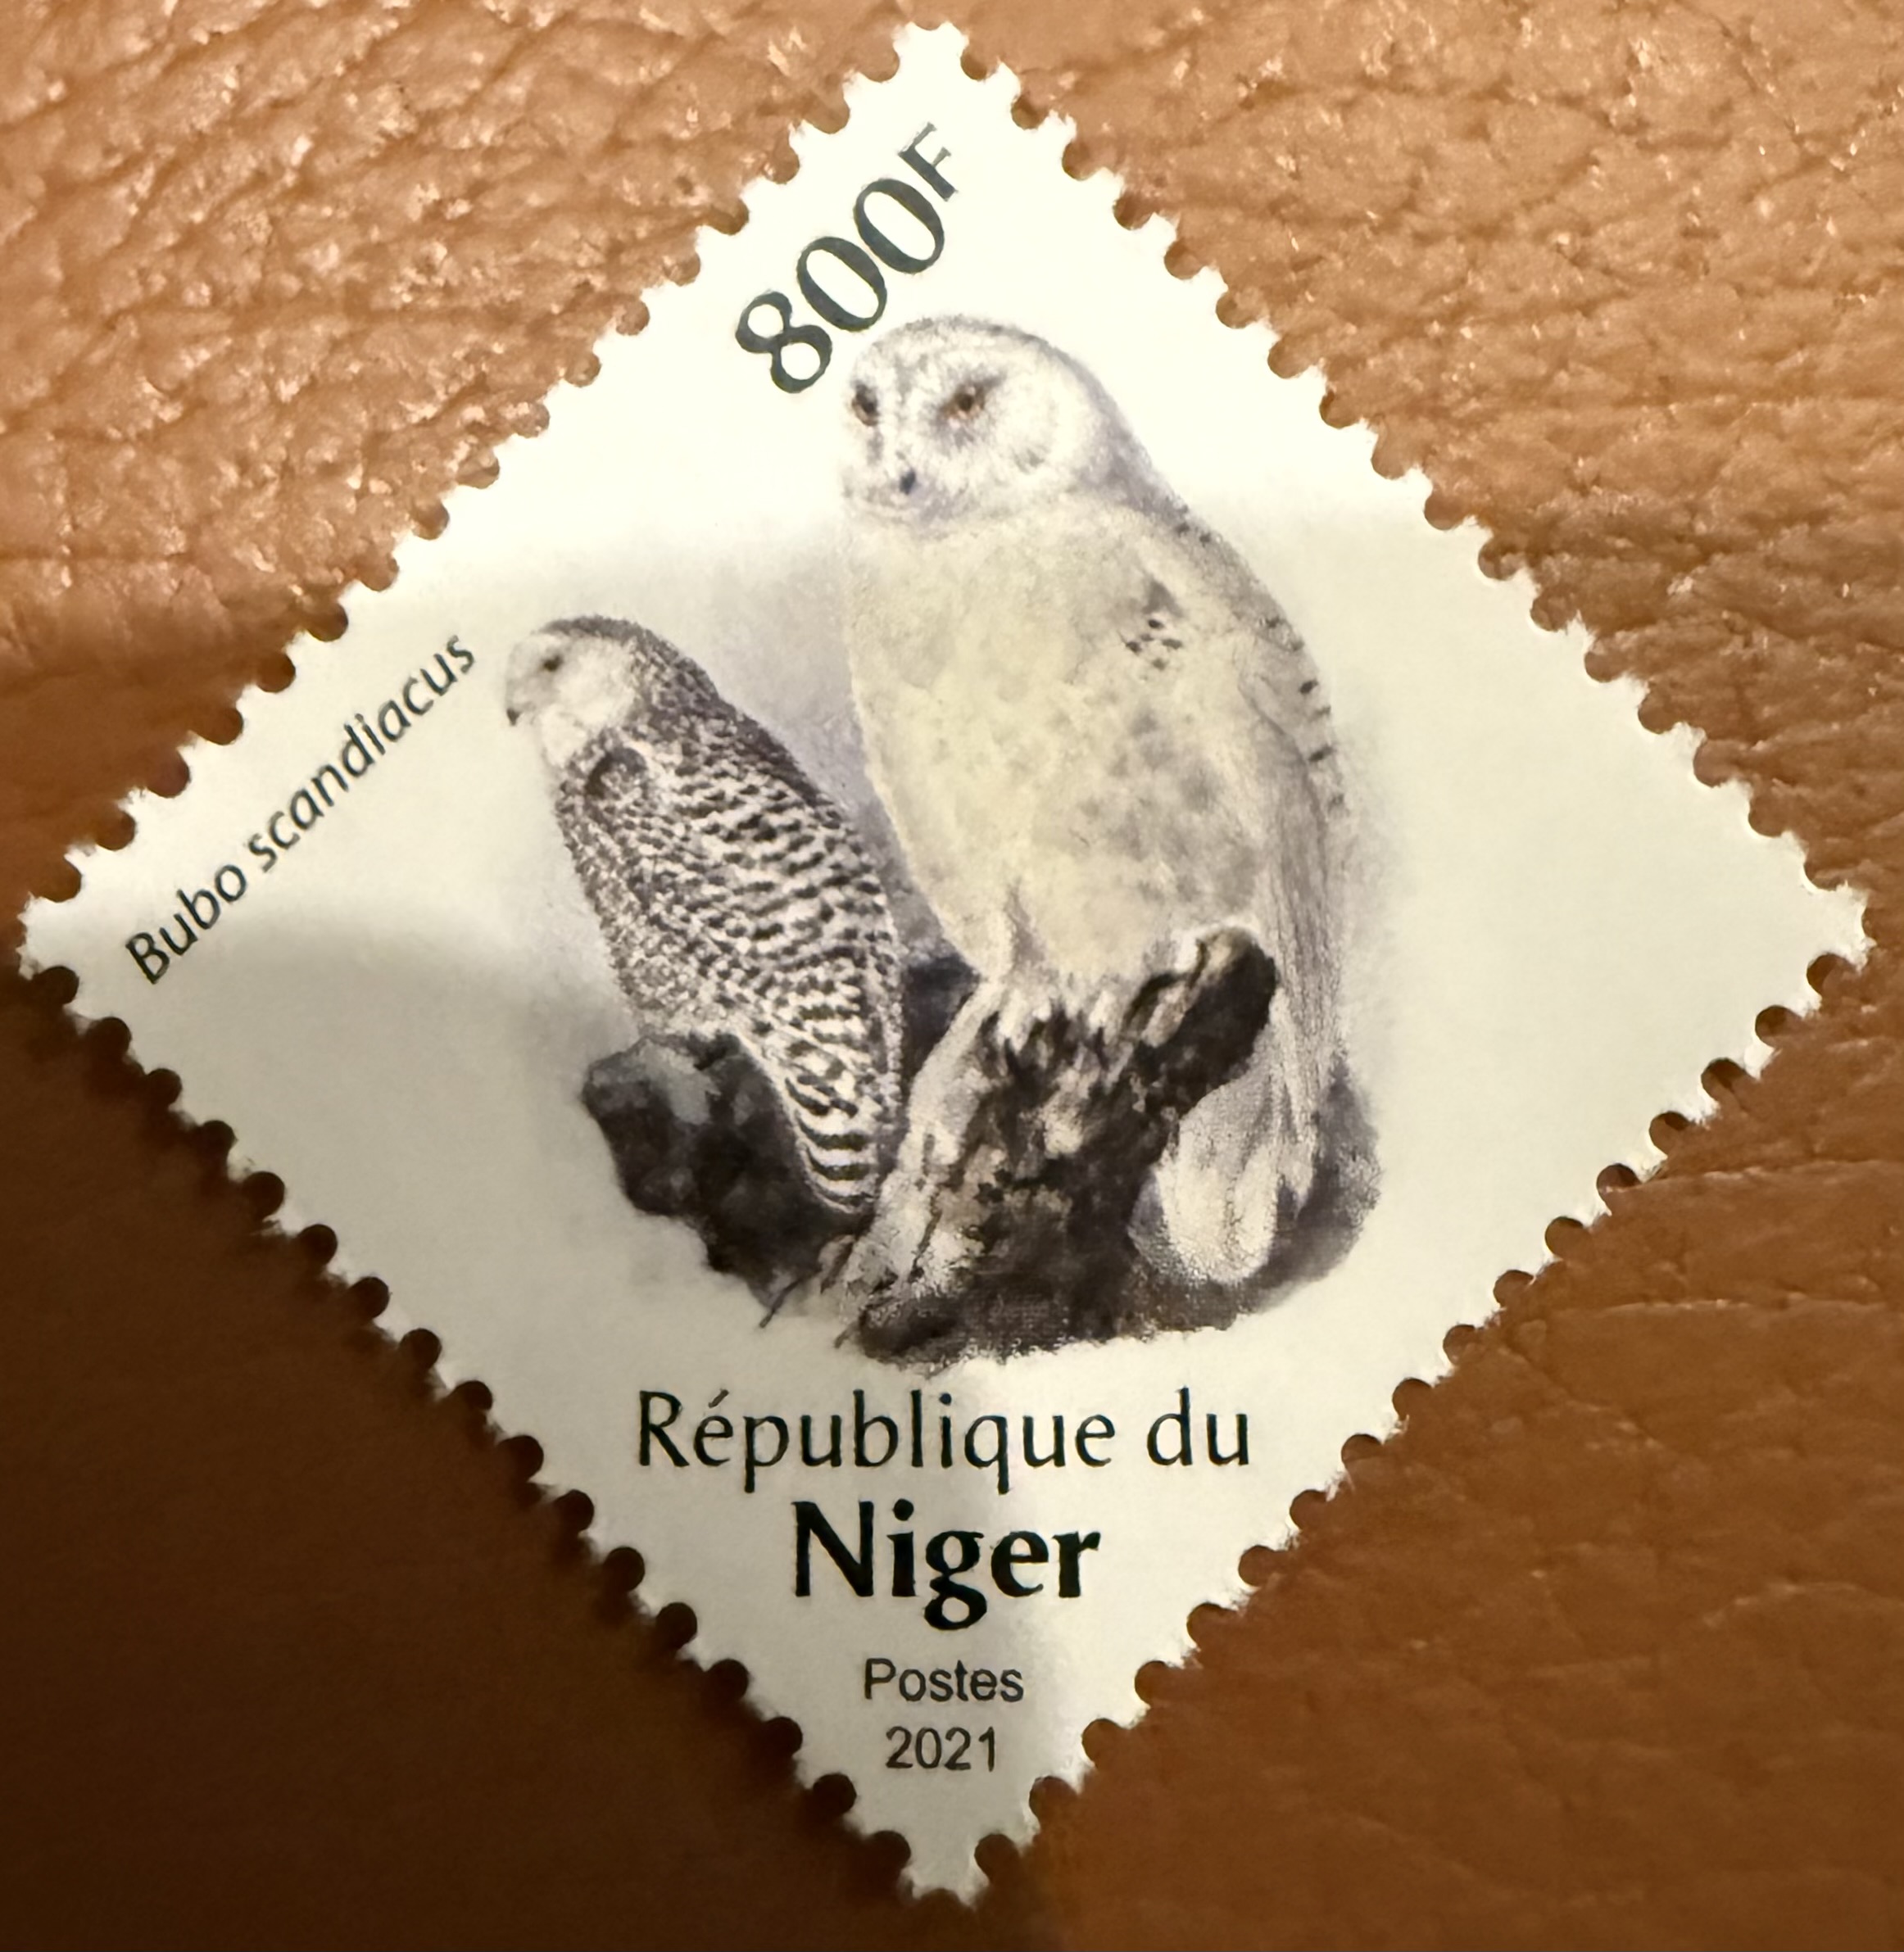 800F
Bubo scandiacus
République du
Niger
Postes
2021